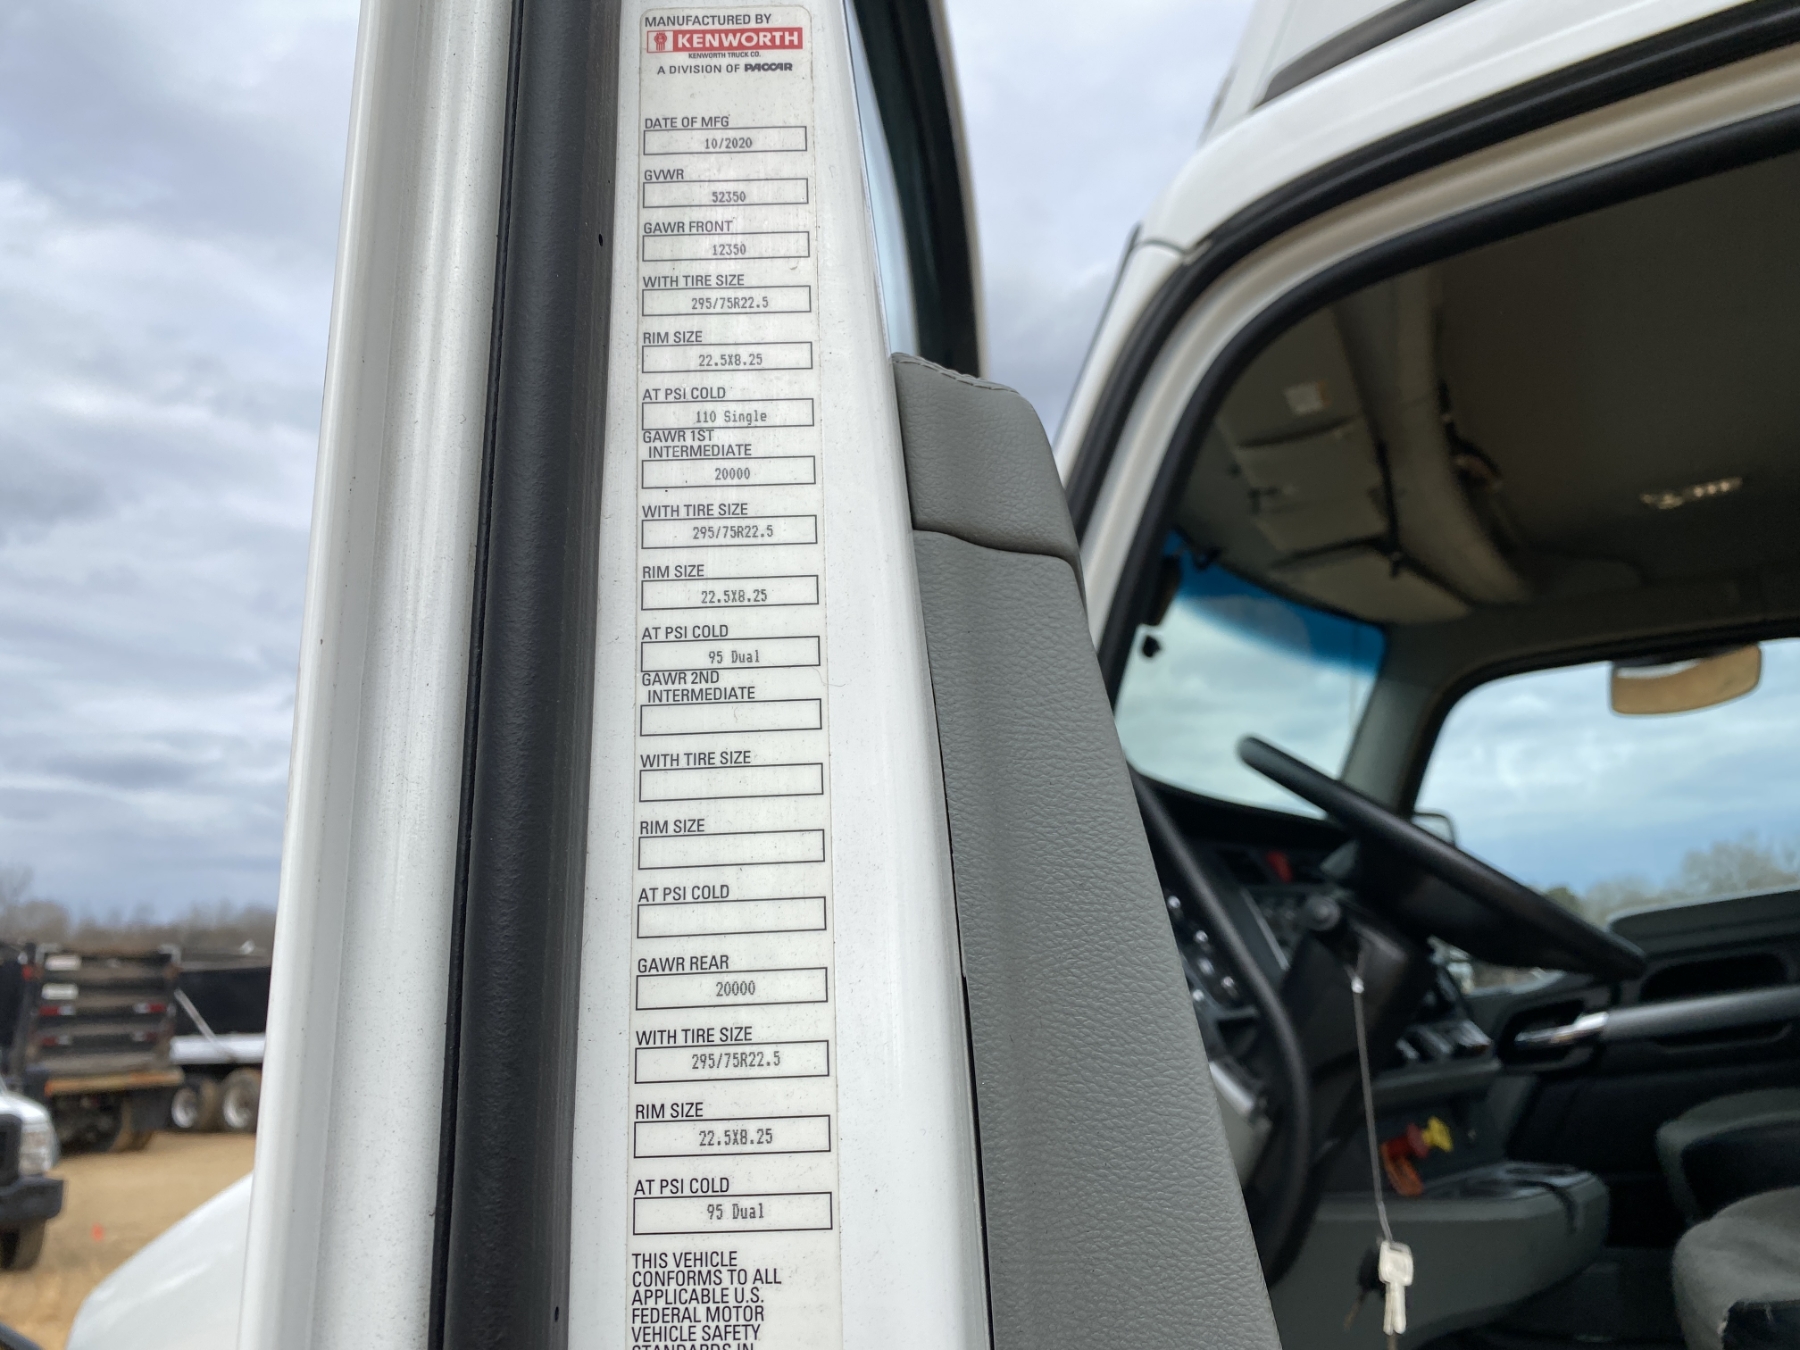 MANUFACTURED BY
KENWORTH
KENWORTH TRUCK CO.
A DIVISION OF PACCAR
DATE OF MFG
10/2020
GVWR
52350
GAWR FRONT
12350
WITH TIRE SIZE
295/75R22.5
RIM SIZE
22.5X8.25
AT PSI COLD
110 Single
GAWR 1ST
INTERMEDIATE
20000
WITH TIRE SIZE
295/75R22.5
RIM SIZE
22.5X8.25
AT PSI COLD
95 Dual
GAWR 2ND
INTERMEDIATE
WITH TIRE SIZE
RIM SIZE
AT PSI COLD
GAWR REAR
20000
WITH TIRE SIZE
295/75R22.5
RIM SIZE
22.5X8.25
AT PSI COLD
95 Dual
THIS VEHICLE
CONFORMS TO ALL
APPLICABLE U.S.
FEDERAL MOTOR
VEHICLE SAFETY
STANDARDS IN